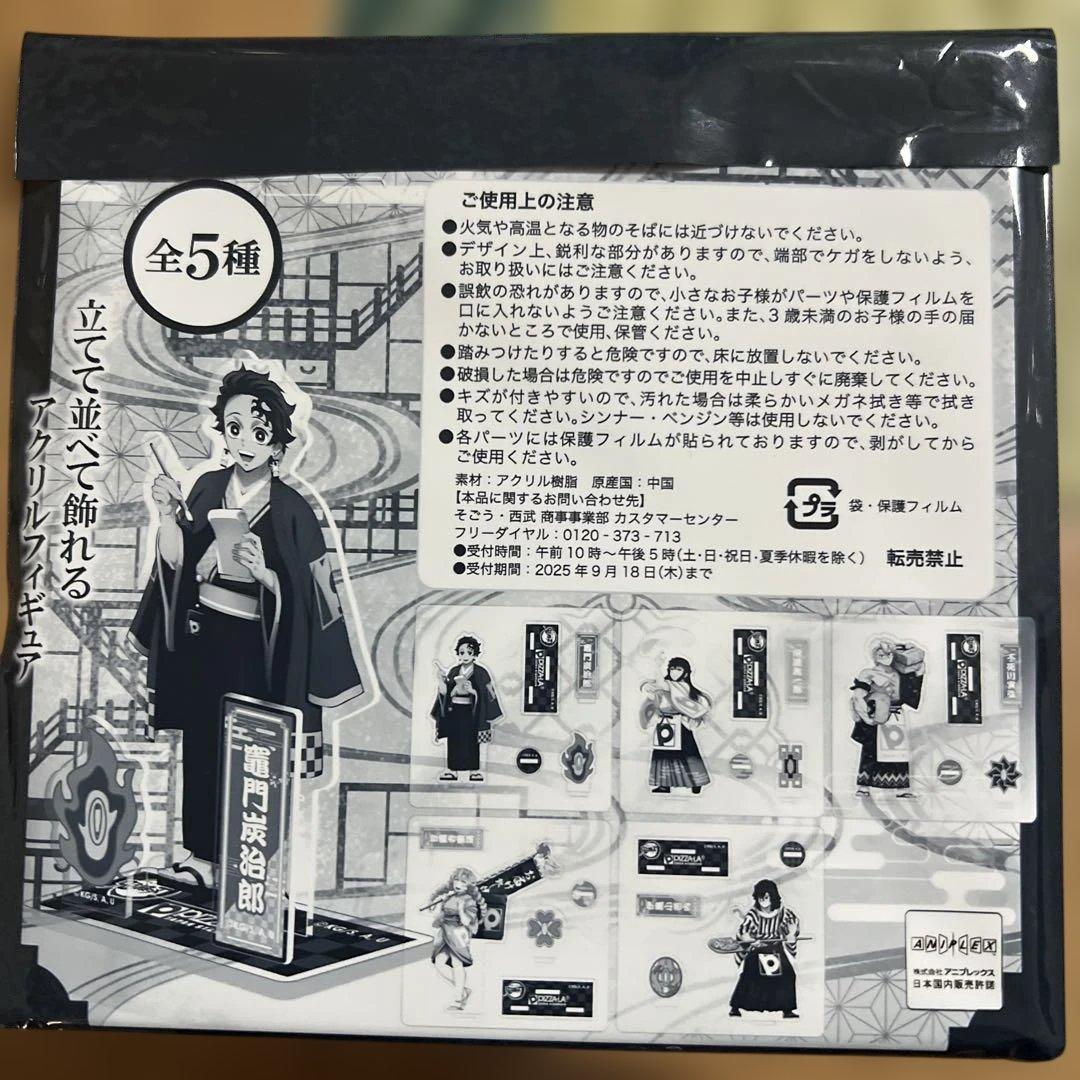 全5種
立てて並べて飾れる
アクリルフィギュア
ご使用上の注意
●火気や高温となる物のそばには近づけないでください。
●デザイン上、鋭利な部分がありますので、端部でケガをしないよう、
お取り扱いにはご注意ください。
●誤飲の恐れがありますので、小さなお子様がパーツや保護フィルムを
口に入れないようご注意ください。また、3歳未満のお子様の手の届
かないところで使用、保管ください。
●踏みつけたりすると危険ですので、床に放置しないでください。
●破損した場合は危険ですのでご使用を中止しすぐに廃棄してください。
●キズが付きやすいので、汚れた場合は柔らかいメガネ拭き等で拭き
取ってください。シンナー・ベンジン等は使用しないでください。
●各パーツには保護フィルムが貼られておりますので、剥がしてから
ご使用ください。
素材:アクリル樹脂 原産国:中国
【本品に関するお問い合わせ先】
そごう・西武 商事事業部 カスタマーセンター
フリーダイヤル:0120-373-713
●受付時間:午前10時〜午後5時(土・日・祝日・夏季休暇を除く)
●受付期間:2025年9月18日(木)まで
プラ 袋・保護フィルム
転売禁止
竈門炭治郎
©KG/S, A, U
©KG/S, A, U
©KG/S, A, U
PIZZA-LA
PIZZA-LA
PIZZA-LA
PIZZA-LA
PIZZA-LA
PIZZA-LA
ANIPLEX
株式会社アニプレックス
日本国内販売許諾